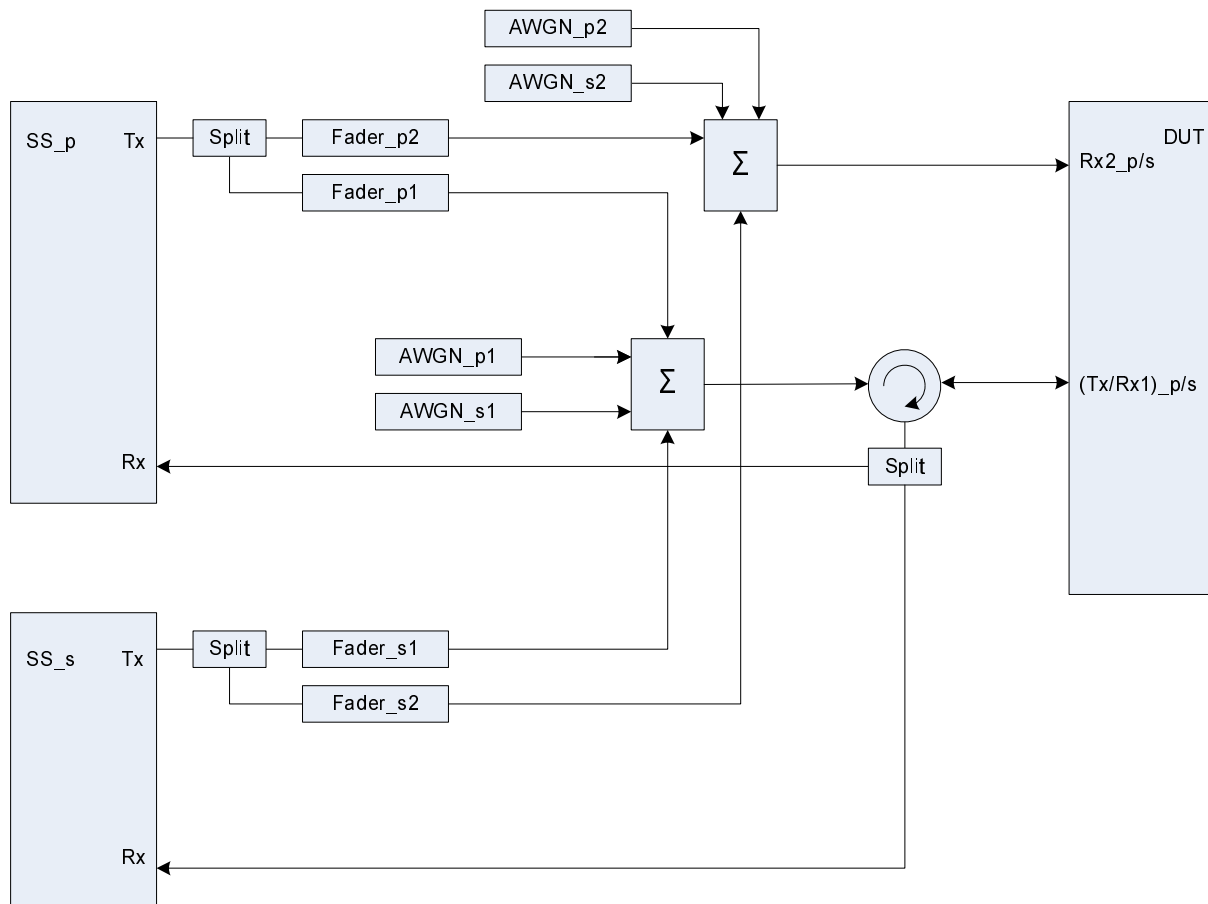 AWGN_p2
AWGN_s2
SS_p
Tx
Split
Fader_p2
Fader_p1
Σ
DUT
Rx2_p/s
AWGN_p1
AWGN_s1
Σ
(Tx/Rx1)_p/s
Rx
Split
SS_s
Tx
Split
Fader_s1
Fader_s2
Rx